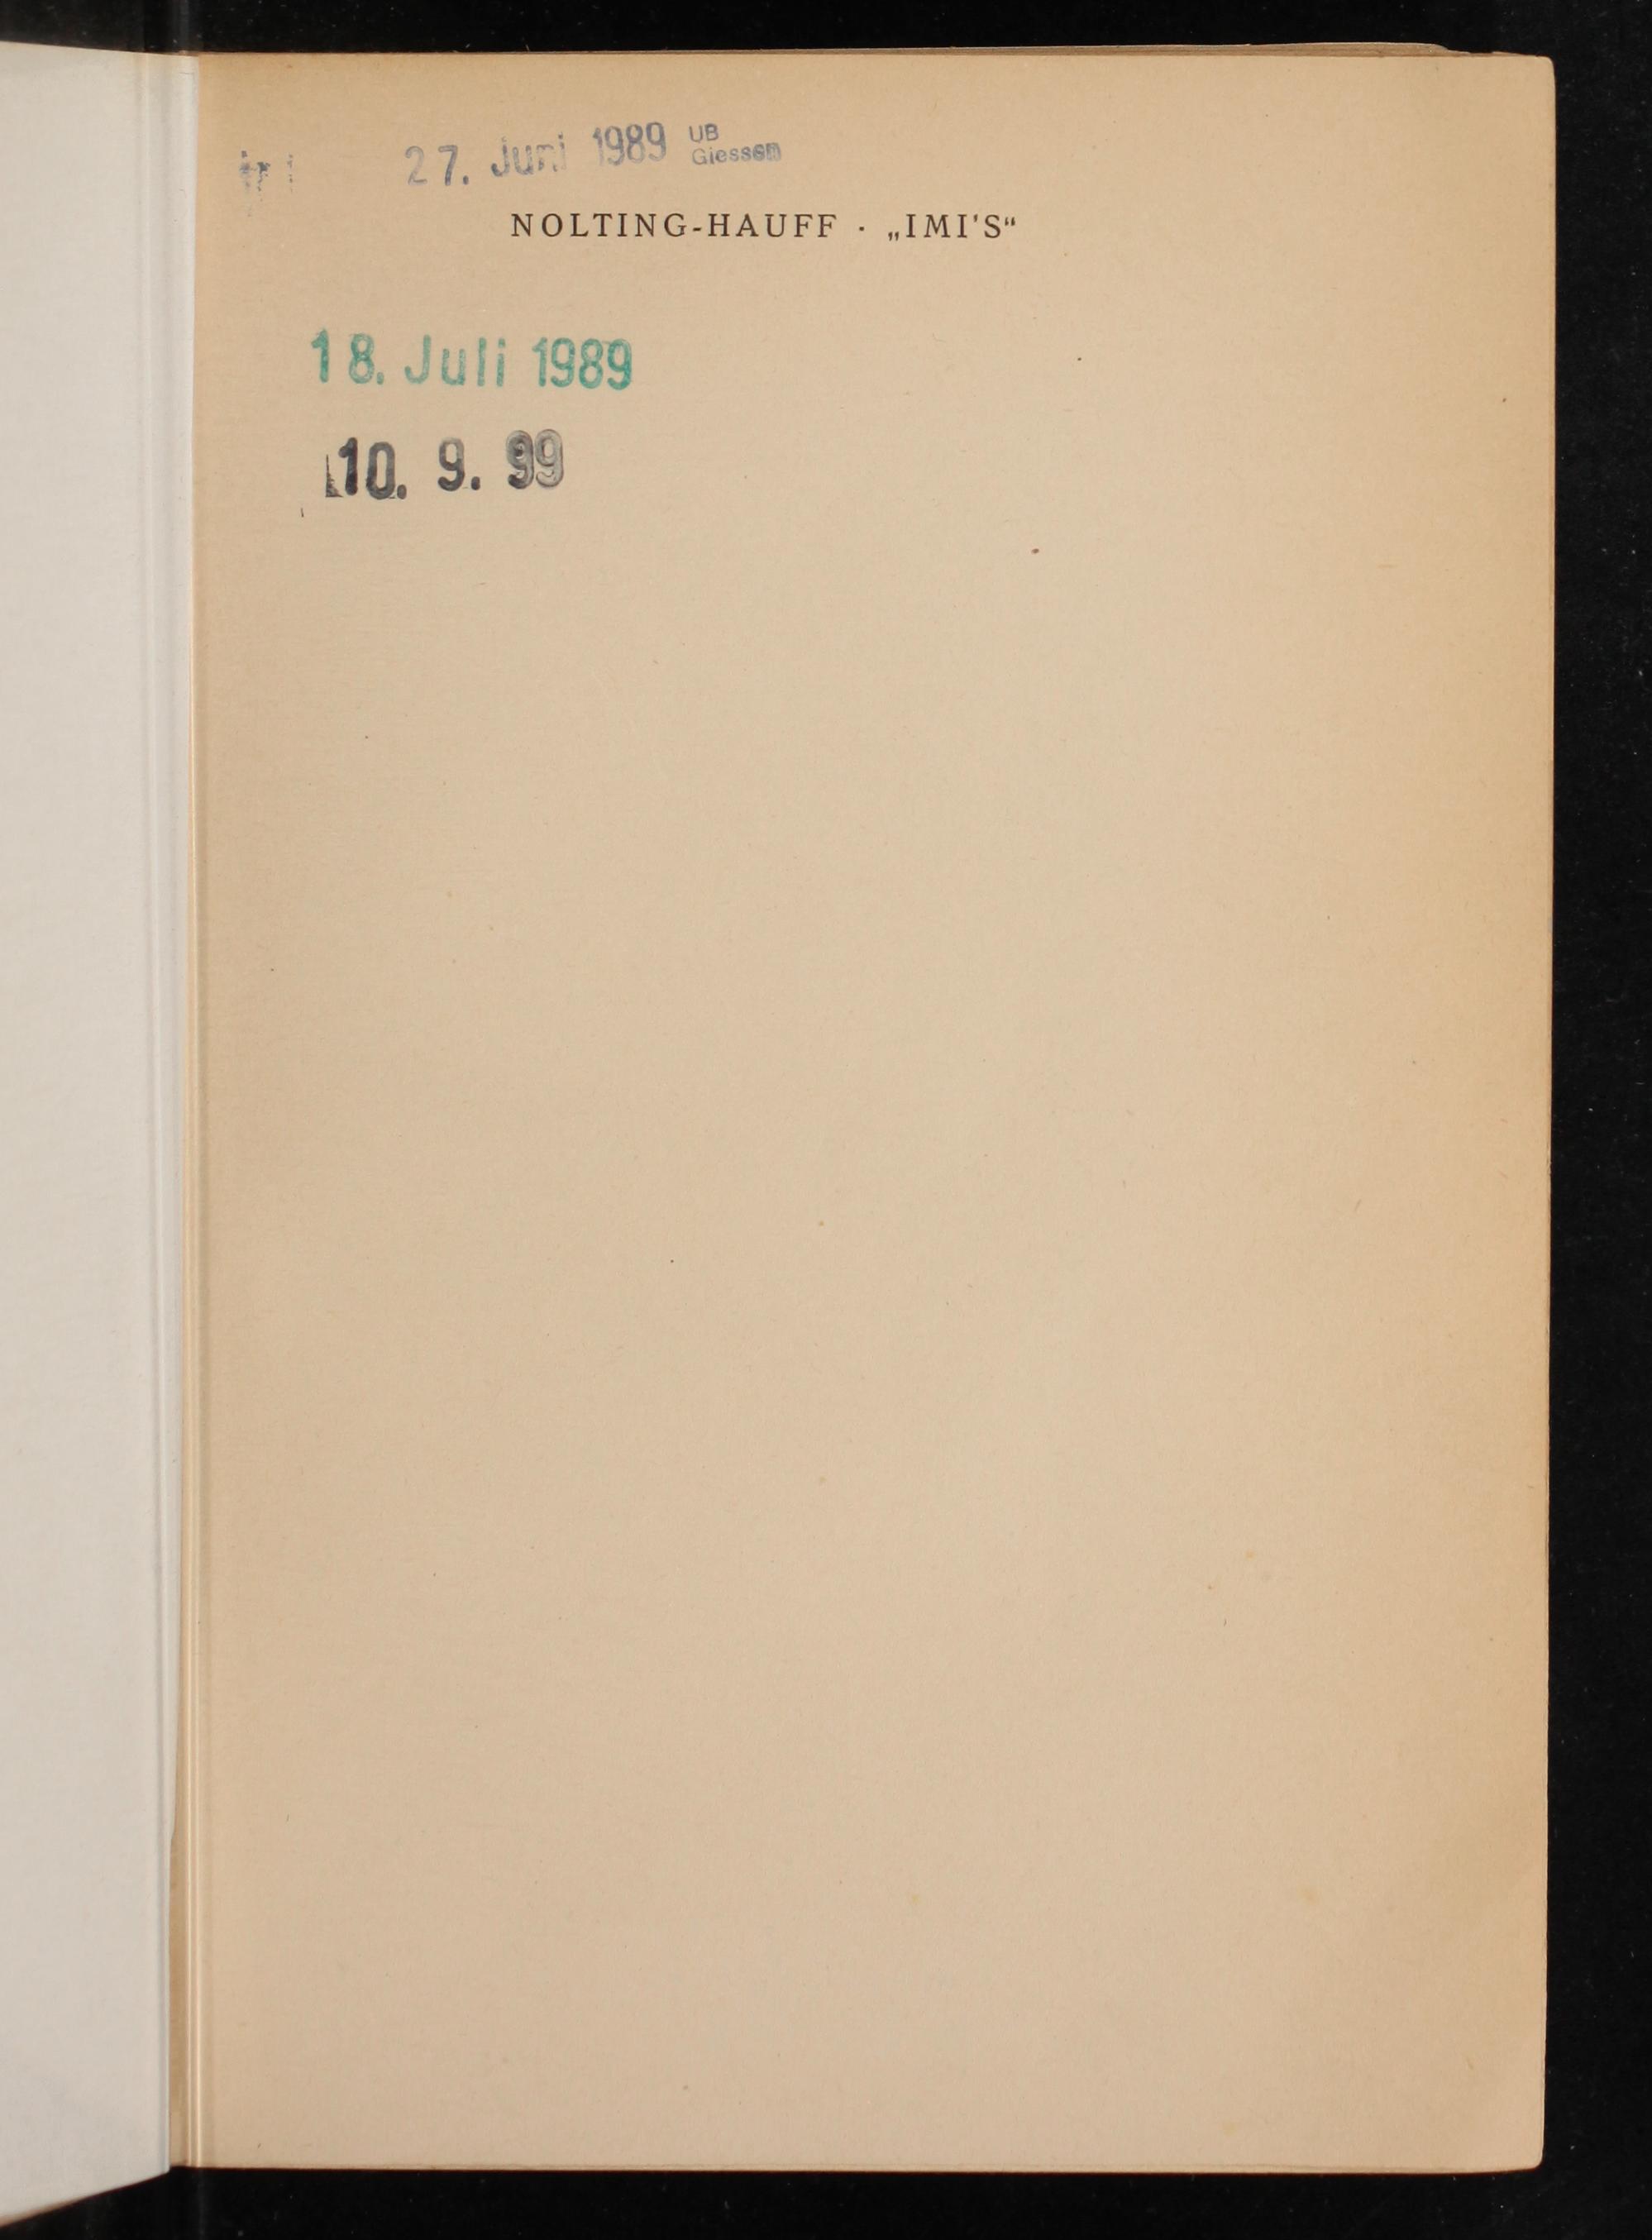 27. Juni 1989 UB
Giessen
NOLTING-HAUFF · „IMI'S“
18. Juli 1989
10. 9. 99